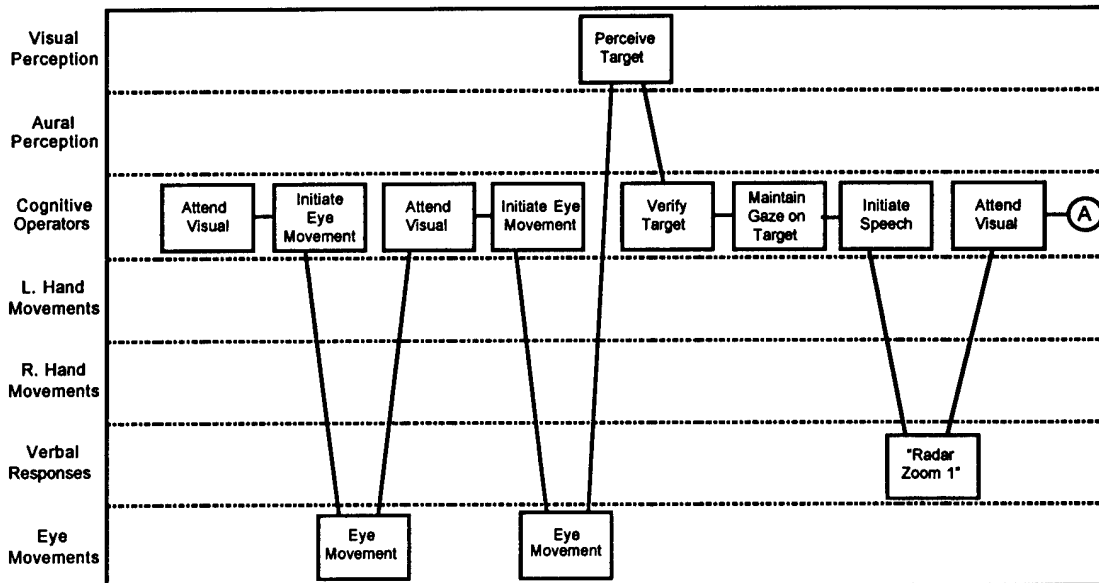 Visual
Perception
Perceive
Target
Aural
Perception
Cognitive
Operators
Attend
Visual
Initiate
Eye
Movement
Attend
Visual
Initiate Eye
Movement
Verify
Target
Maintain
Gaze on
Target
Initiate
Speech
Attend
Visual
A
L. Hand
Movements
R. Hand
Movements
Verbal
Responses
"Radar
Zoom 1"
Eye
Movements
Eye
Movement
Eye
Movement